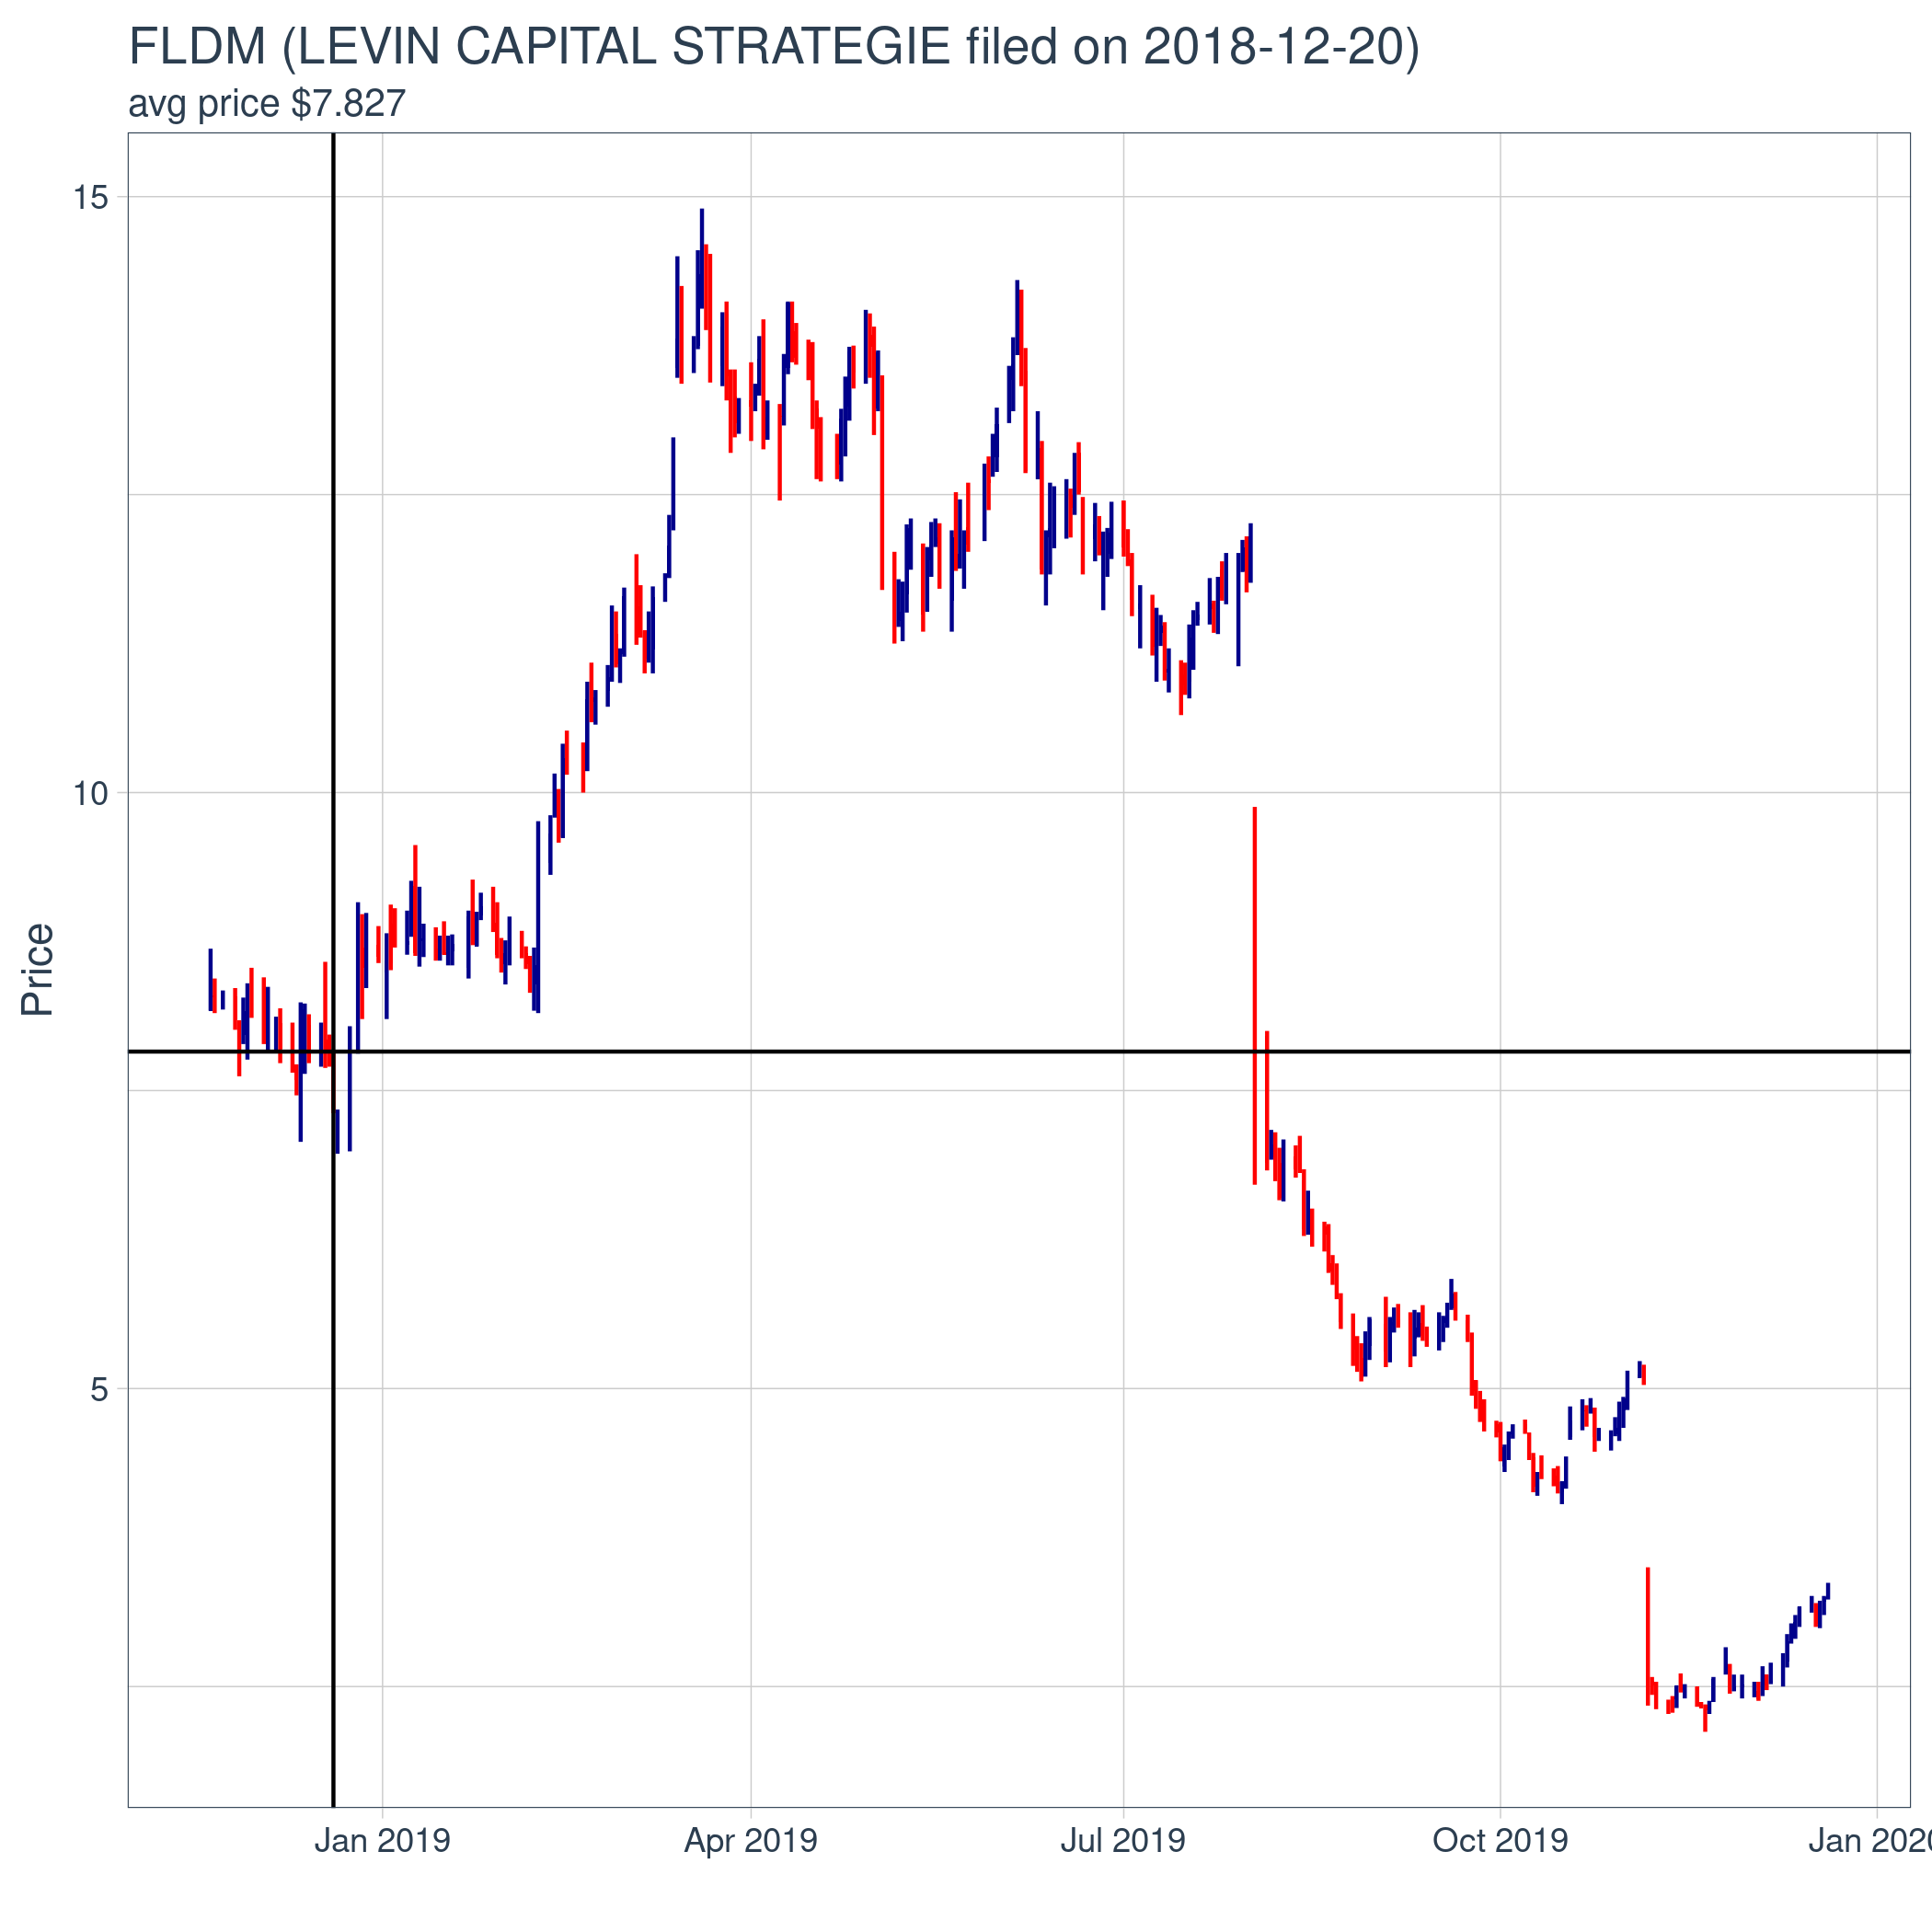 FLDM (LEVIN CAPITAL STRATEGIE filed on 2018-12-20)
avg price $7.827
15
10
5
Price
Jan 2019 Apr 2019 Jul 2019 Oct 2019 Jan 2020